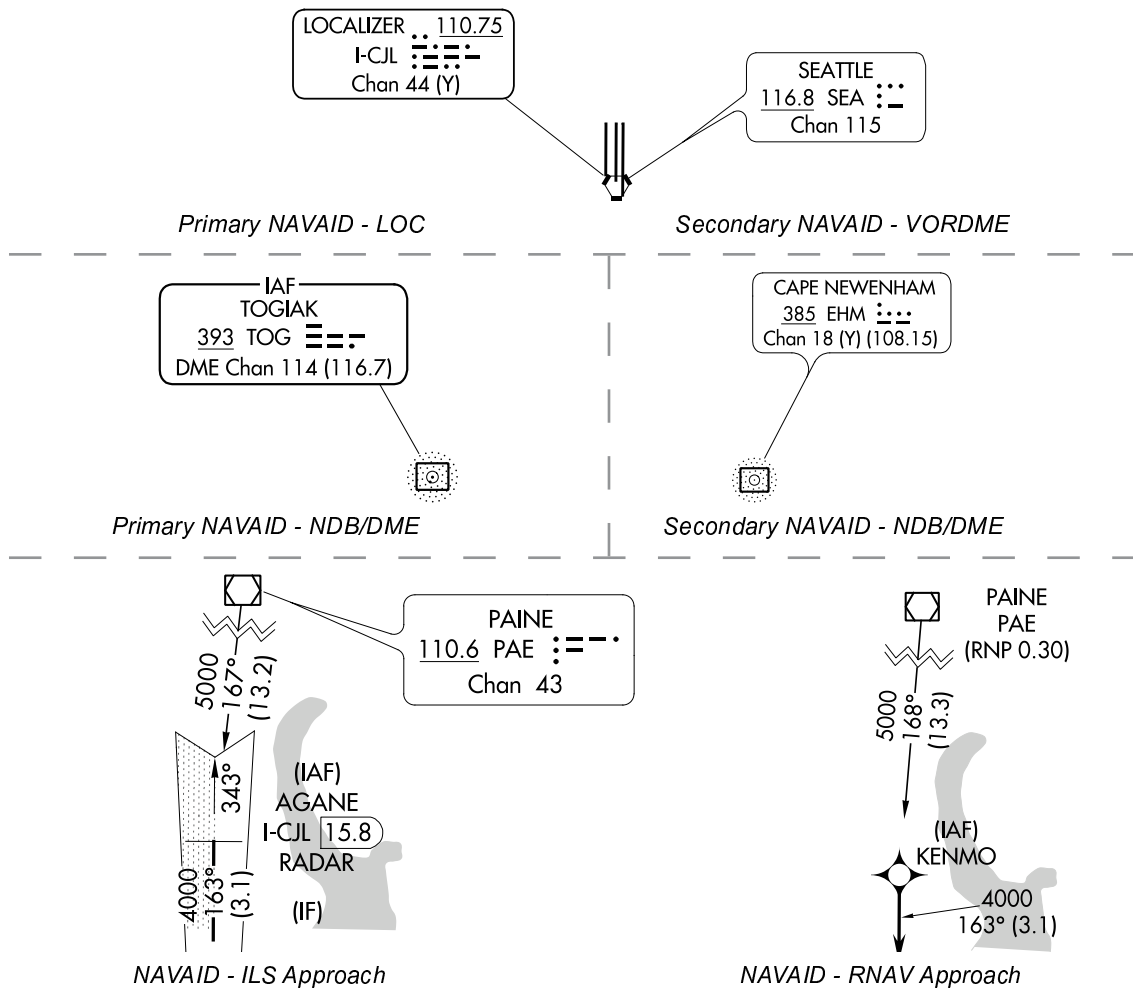 LOCALIZER 110.75
I-CJL
Chan 44 (Y)
SEATTLE
116.8 SEA
Chan 115
Primary NAVAID - LOC
Secondary NAVAID - VORDME
IAF
TOGIAK
393 TOG
DME Chan 114 (116.7)
CAPE NEWENHAM
385 EHM
Chan 18 (Y) (108.15)
Primary NAVAID - NDB/DME
Secondary NAVAID - NDB/DME
PAINE
110.6 PAE
Chan 43
5000
167°
(13.2)
343°
(IAF)
AGANE
I-CJL 15.8
RADAR
(IF)
4000
163°
(3.1)
NAVAID - ILS Approach
PAINE
PAE
(RNP 0.30)
5000
168°
(13.3)
(IAF)
KENMO
4000
163° (3.1)
NAVAID - RNAV Approach